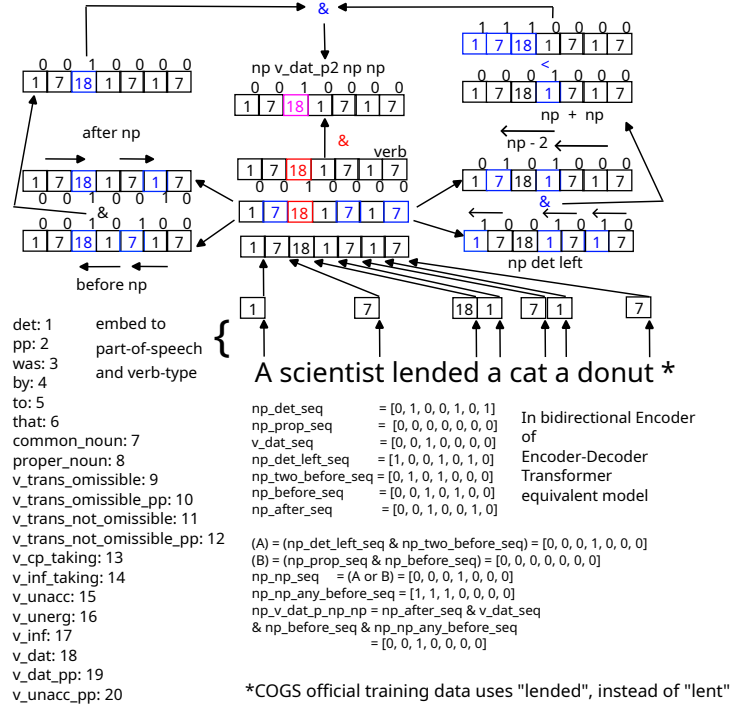 &
0 0 1 0 0 0 0
1 7 18 1 7 1 7
after np
1 7 18 1 7 1 7
0 0 1 0 0 1 0
&
0 0 1 0 1 0 0
1 7 18 1 7 1 7
before np
np v_dat_p2 np np
0 0 1 0 0 0 0
1 7 18 1 7 1 7
&
verb
1 7 18 1 7 1 7
0 0 1 0 0 0 0
1 7 18 1 7 1 7
1 7 18 1 7 1 7
1 1 1 0 0 0 0
1 7 18 1 7 1 7
<
0 0 0 1 0 0 0
1 7 18 1 7 1 7
np + np
np - 2
0 1 0 1 0 0 0
1 7 18 1 7 1 7
&
1 0 0 1 0 1 0
1 7 18 1 7 1 7
np det left
1 7 18 1 7 1 7
embed to
part-of-speech
and verb-type
{
A scientist lended a cat a donut *
det: 1
pp: 2
was: 3
by: 4
to: 5
that: 6
common_noun: 7
proper_noun: 8
v_trans_omissible: 9
v_trans_omissible_pp: 10
v_trans_not_omissible: 11
v_trans_not_omissible_pp: 12
v_cp_taking: 13
v_inf_taking: 14
v_unacc: 15
v_unerg: 16
v_inf: 17
v_dat: 18
v_dat_pp: 19
v_unacc_pp: 20
np_det_seq = [0, 1, 0, 0, 1, 0, 1]
np_prop_seq = [0, 0, 0, 0, 0, 0, 0]
v_dat_seq = [0, 0, 1, 0, 0, 0, 0]
np_det_left_seq = [1, 0, 0, 1, 0, 1, 0]
np_two_before_seq = [0, 1, 0, 1, 0, 0, 0]
np_before_seq = [0, 0, 1, 0, 1, 0, 0]
np_after_seq = [0, 0, 1, 0, 0, 1, 0]
In bidirectional Encoder
of
Encoder-Decoder
Transformer
equivalent model
(A) = (np_det_left_seq & np_two_before_seq) = [0, 0, 0, 1, 0, 0, 0]
(B) = (np_prop_seq & np_before_seq) = [0, 0, 0, 0, 0, 0, 0]
np_np_seq = (A or B) = [0, 0, 0, 1, 0, 0, 0]
np_np_any_before_seq = [1, 1, 1, 0, 0, 0, 0]
np_v_dat_p_np_np = np_after_seq & v_dat_seq
& np_before_seq & np_np_any_before_seq
= [0, 0, 1, 0, 0, 0, 0]
*COGS official training data uses "lended", instead of "lent"